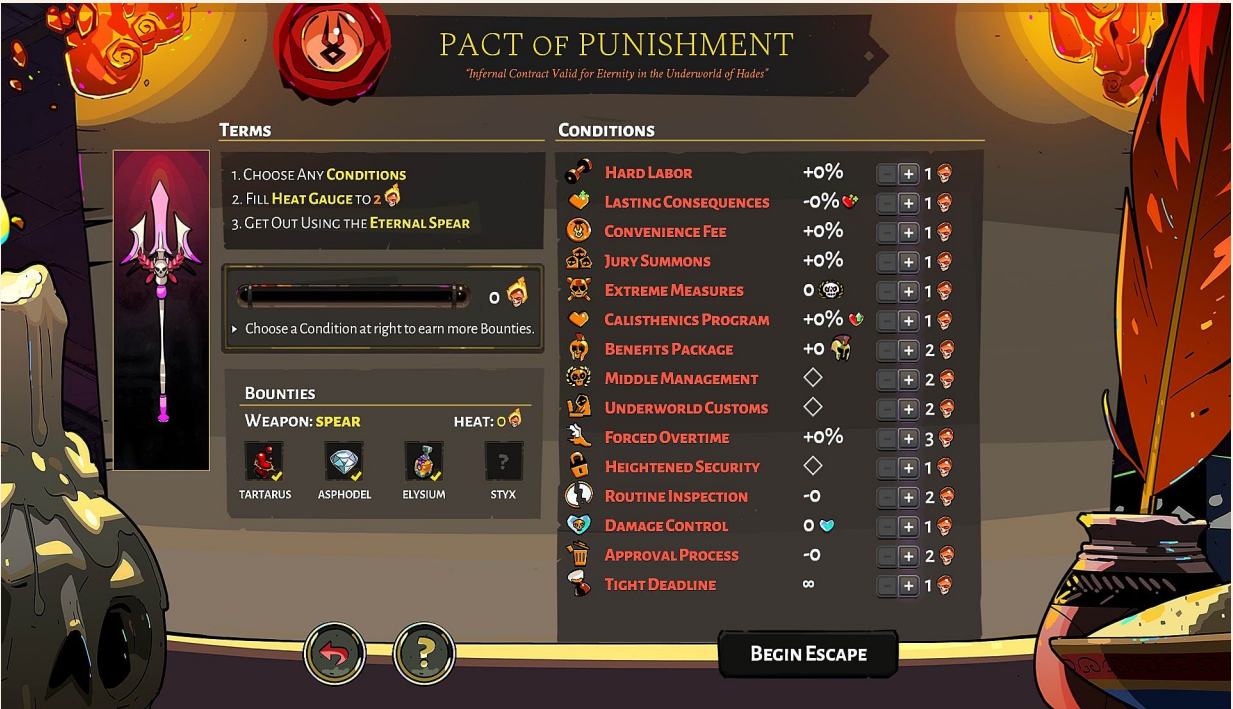 PACT OF PUNISHMENT
"Infernal Contract Valid for Eternity in the Underworld of Hades"
TERMS
1. CHOOSE ANY CONDITIONS
2. FILL HEAT GAUGE TO 2
3. GET OUT USING THE ETERNAL SPEAR
0
Choose a Condition at right to earn more Bounties.
BOUNTIES
WEAPON: SPEAR HEAT: 0
?
TARTARUS ASPHODEL ELYSIUM STYX
CONDITIONS
HARD LABOR +0% - + 1
LASTING CONSEQUENCES -0% - + 1
CONVENIENCE FEE +0% - + 1
JURY SUMMONS +0% - + 1
EXTREME MEASURES 0 - + 1
CALISTHENICS PROGRAM +0% - + 1
BENEFITS PACKAGE +0 - + 2
MIDDLE MANAGEMENT - + 2
UNDERWORLD CUSTOMS - + 2
FORCED OVERTIME +0% - + 3
HEIGHTENED SECURITY - + 1
ROUTINE INSPECTION -0 - + 2
DAMAGE CONTROL 0 - + 1
APPROVAL PROCESS -0 - + 2
TIGHT DEADLINE ∞ - + 1
?
BEGIN ESCAPE